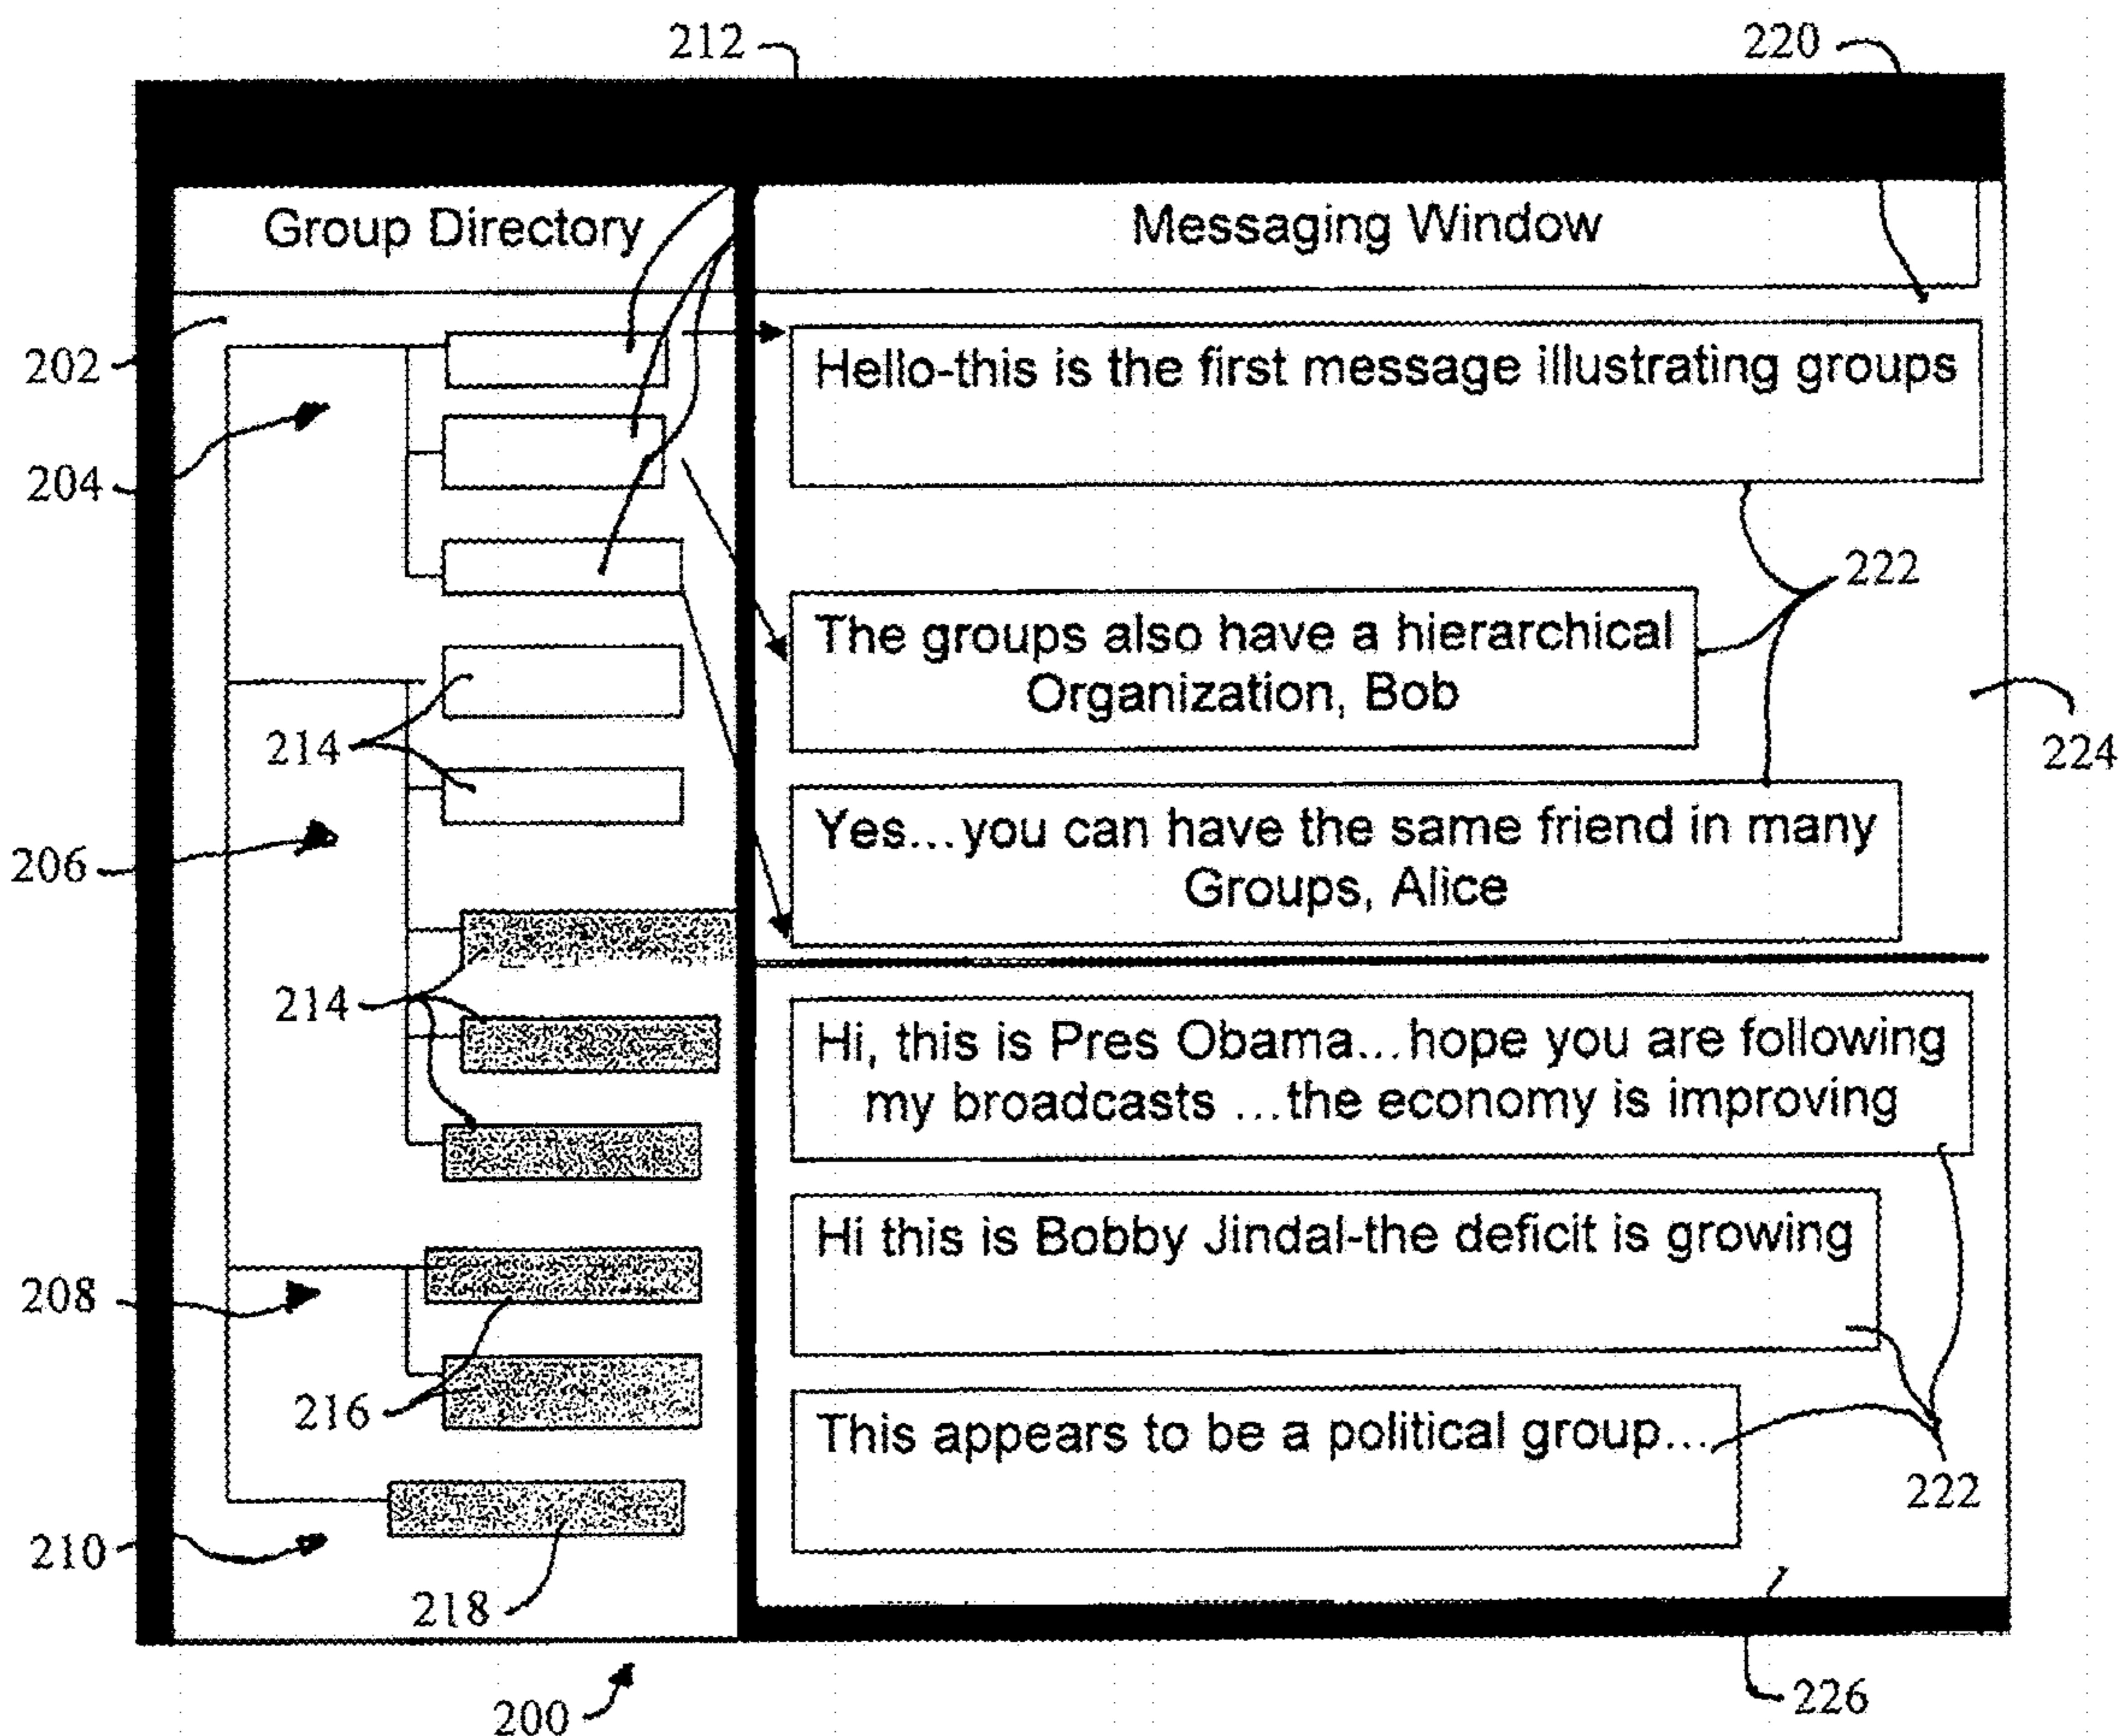 212
220
Group Directory
Messaging Window
202
Hello-this is the first message illustrating groups
204
222
The groups also have a hierarchical
Organization, Bob
214
224
Yes...you can have the same friend in many
Groups, Alice
206
214
Hi, this is Pres Obama...hope you are following
my broadcasts ...the economy is improving
Hi this is Bobby Jindal-the deficit is growing
208
216
This appears to be a political group...
222
210
218
200
226